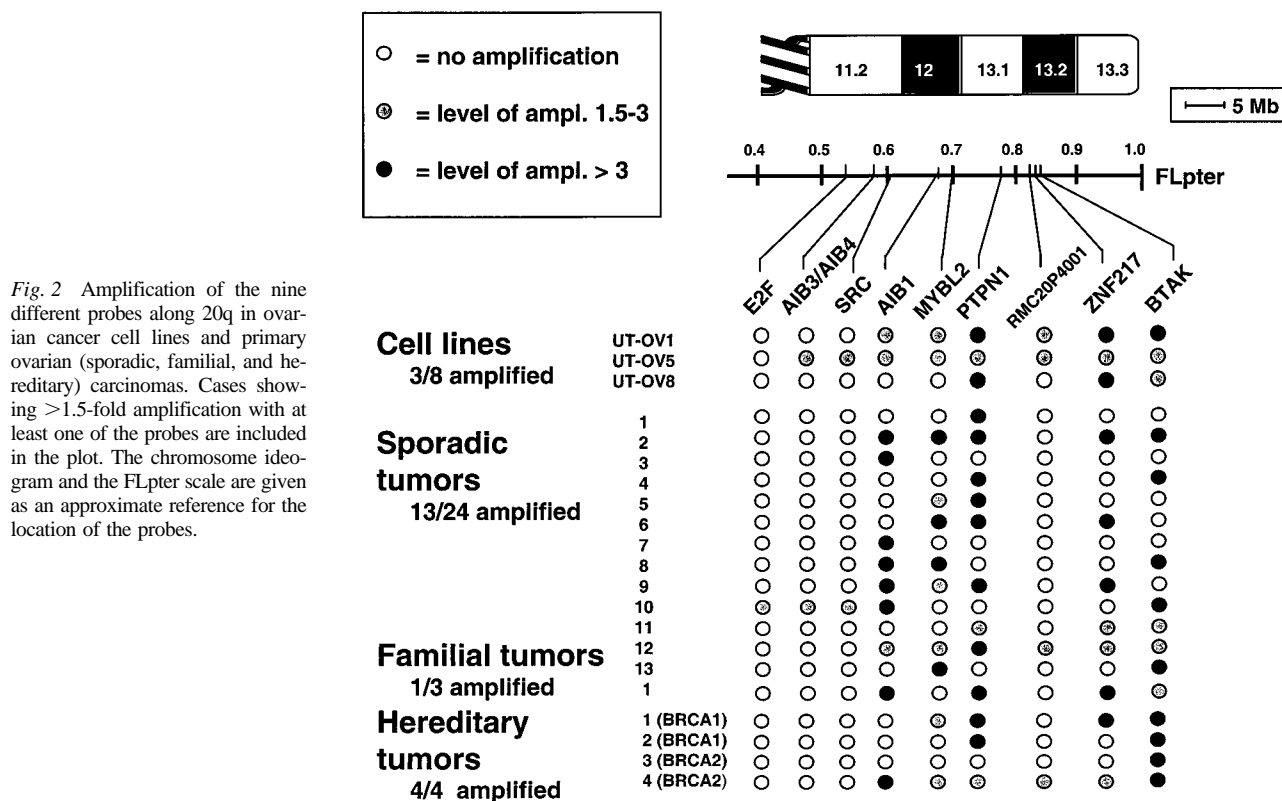 = no amplification
= level of ampl. 1.5-3
= level of ampl. > 3
11.2 12 13.1 13.2 13.3
5 Mb
0.4 0.5 0.6 0.7 0.8 0.9 1.0
FLpter
E2F AIB3/AIB4 SRC AIB1 MYBL2 PTPN1 RMC20P4001 ZNF217 BTAK
Fig. 2 Amplification of the nine
different probes along 20q in ovar-
ian cancer cell lines and primary
ovarian (sporadic, familial, and he-
reditary) carcinomas. Cases show-
ing >1.5-fold amplification with at
least one of the probes are included
in the plot. The chromosome ideo-
gram and the FLpter scale are given
as an approximate reference for the
location of the probes.
Cell lines
3/8 amplified
UT-OV1
UT-OV5
UT-OV8
Sporadic
tumors
13/24 amplified
1
2
3
4
5
6
7
8
9
10
11
12
13
Familial tumors
1/3 amplified
1
Hereditary
tumors
4/4 amplified
1 (BRCA1)
2 (BRCA1)
3 (BRCA2)
4 (BRCA2)